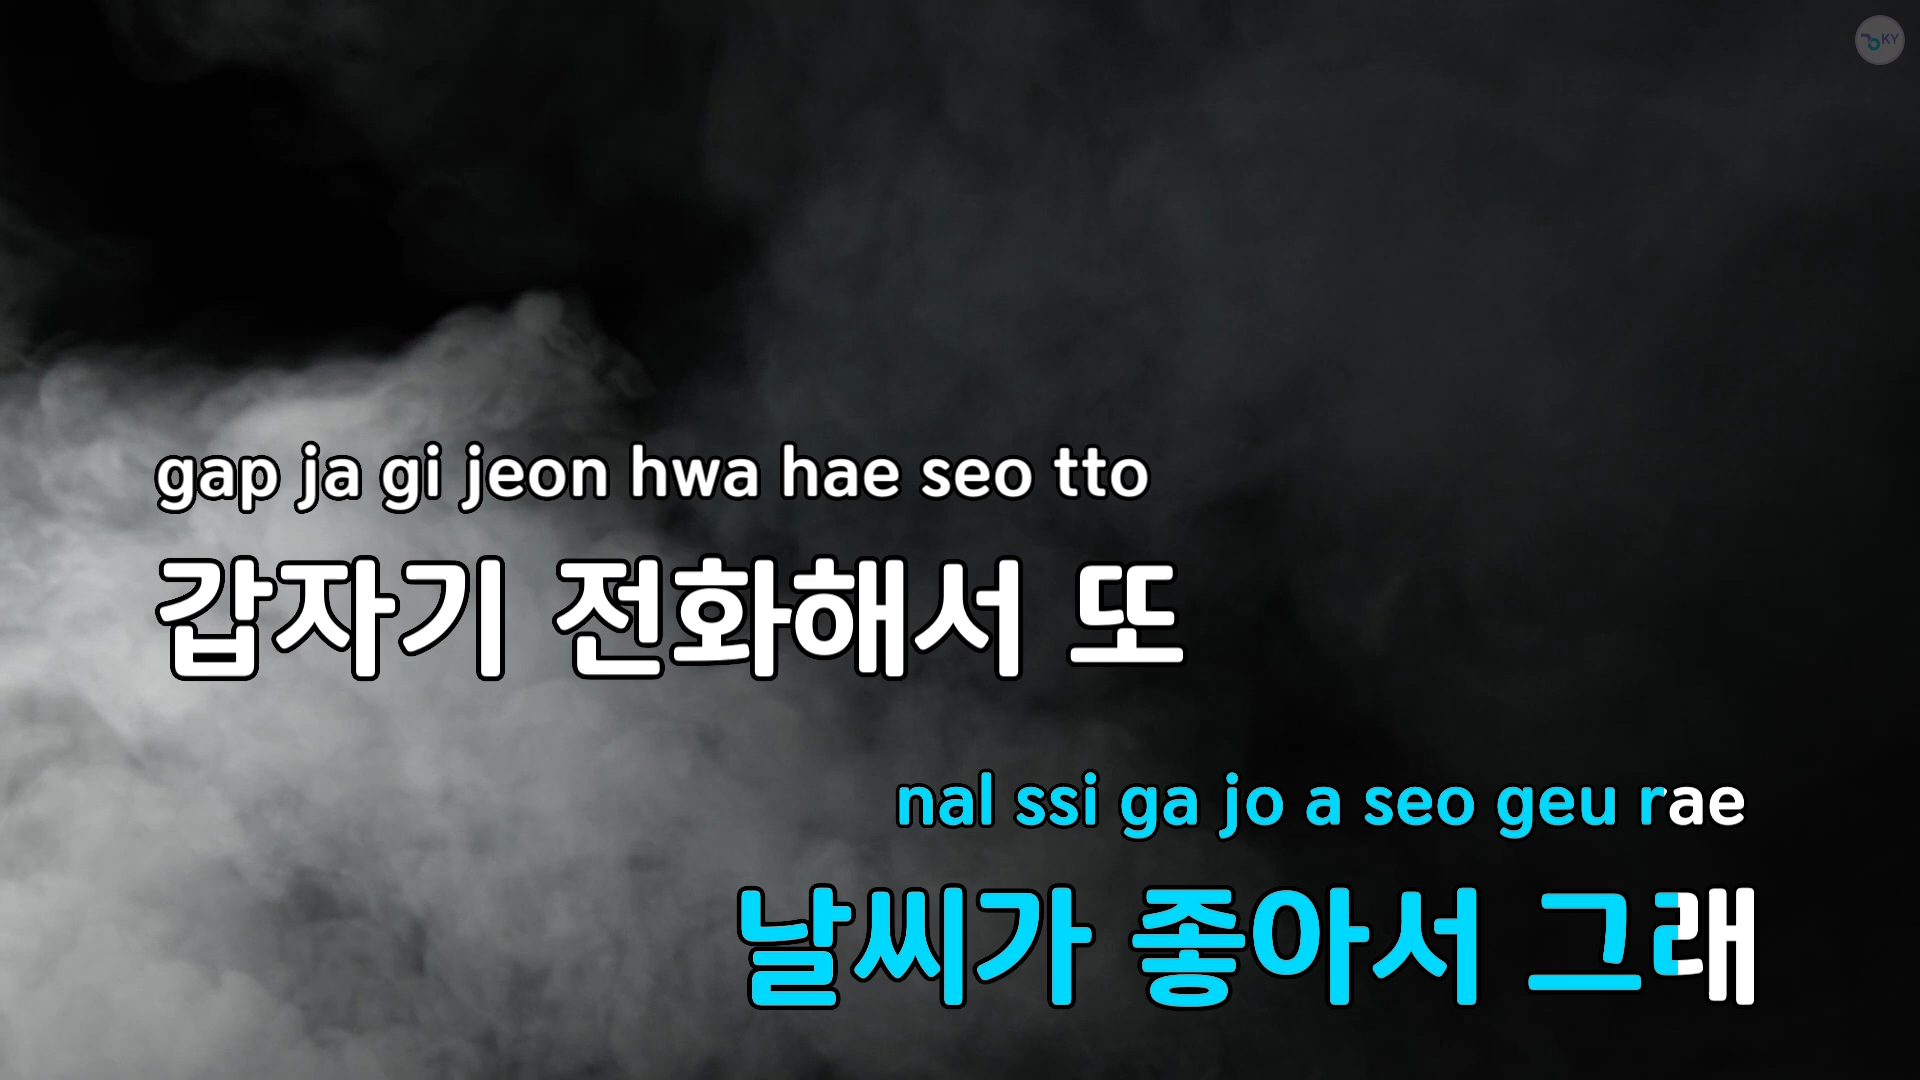 KY
gap ja gi jeon hwa hae seo tto
갑자기 전화해서 또
nal ssi ga jo a seo geu rae
날씨가 좋아서 그래